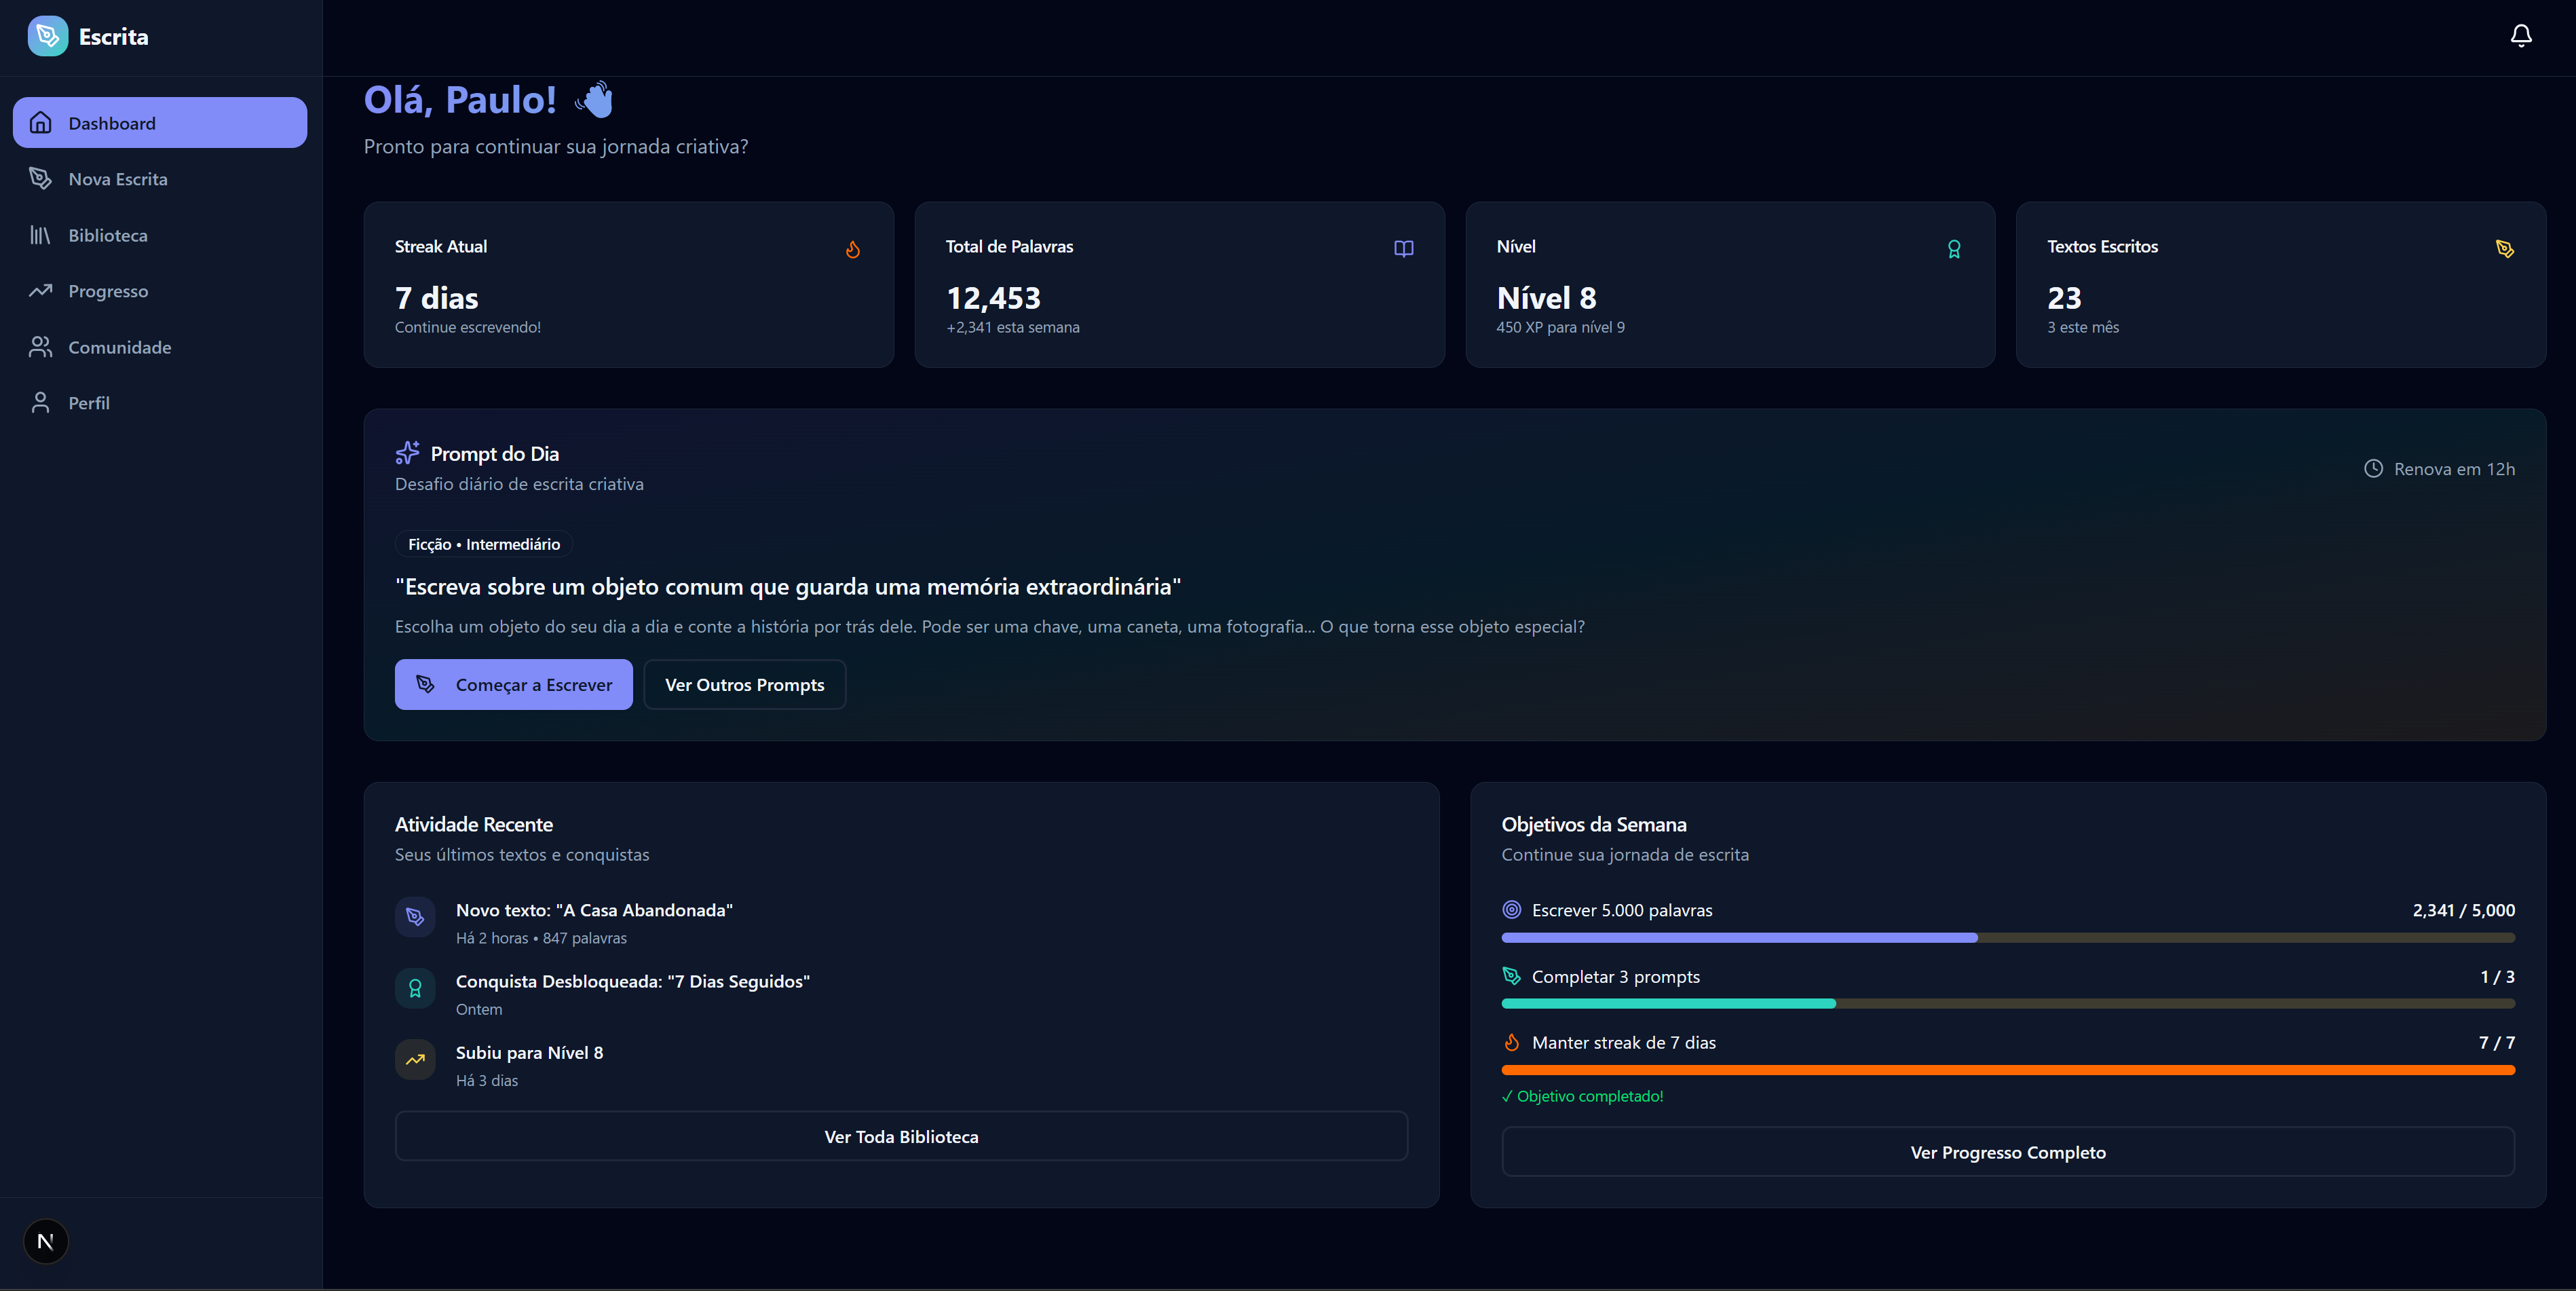 Escrita
Dashboard
Nova Escrita
Biblioteca
Progresso
Comunidade
Perfil
N
Olá, Paulo! 👋
Pronto para continuar sua jornada criativa?
Streak Atual
7 dias
Continue escrevendo!
Total de Palavras
12,453
+2,341 esta semana
Nível
Nível 8
450 XP para nível 9
Textos Escritos
23
3 este mês
Prompt do Dia
Desafio diário de escrita criativa
Renova em 12h
Ficção • Intermediário
"Escreva sobre um objeto comum que guarda uma memória extraordinária"
Escolha um objeto do seu dia a dia e conte a história por trás dele. Pode ser uma chave, uma caneta, uma fotografia... O que torna esse objeto especial?
Começar a Escrever
Ver Outros Prompts
Atividade Recente
Seus últimos textos e conquistas
Novo texto: "A Casa Abandonada"
Há 2 horas • 847 palavras
Conquista Desbloqueada: "7 Dias Seguidos"
Ontem
Subiu para Nível 8
Há 3 dias
Ver Toda Biblioteca
Objetivos da Semana
Continue sua jornada de escrita
Escrever 5.000 palavras 2,341 / 5,000
Completar 3 prompts 1 / 3
Manter streak de 7 dias 7 / 7
✓ Objetivo completado!
Ver Progresso Completo